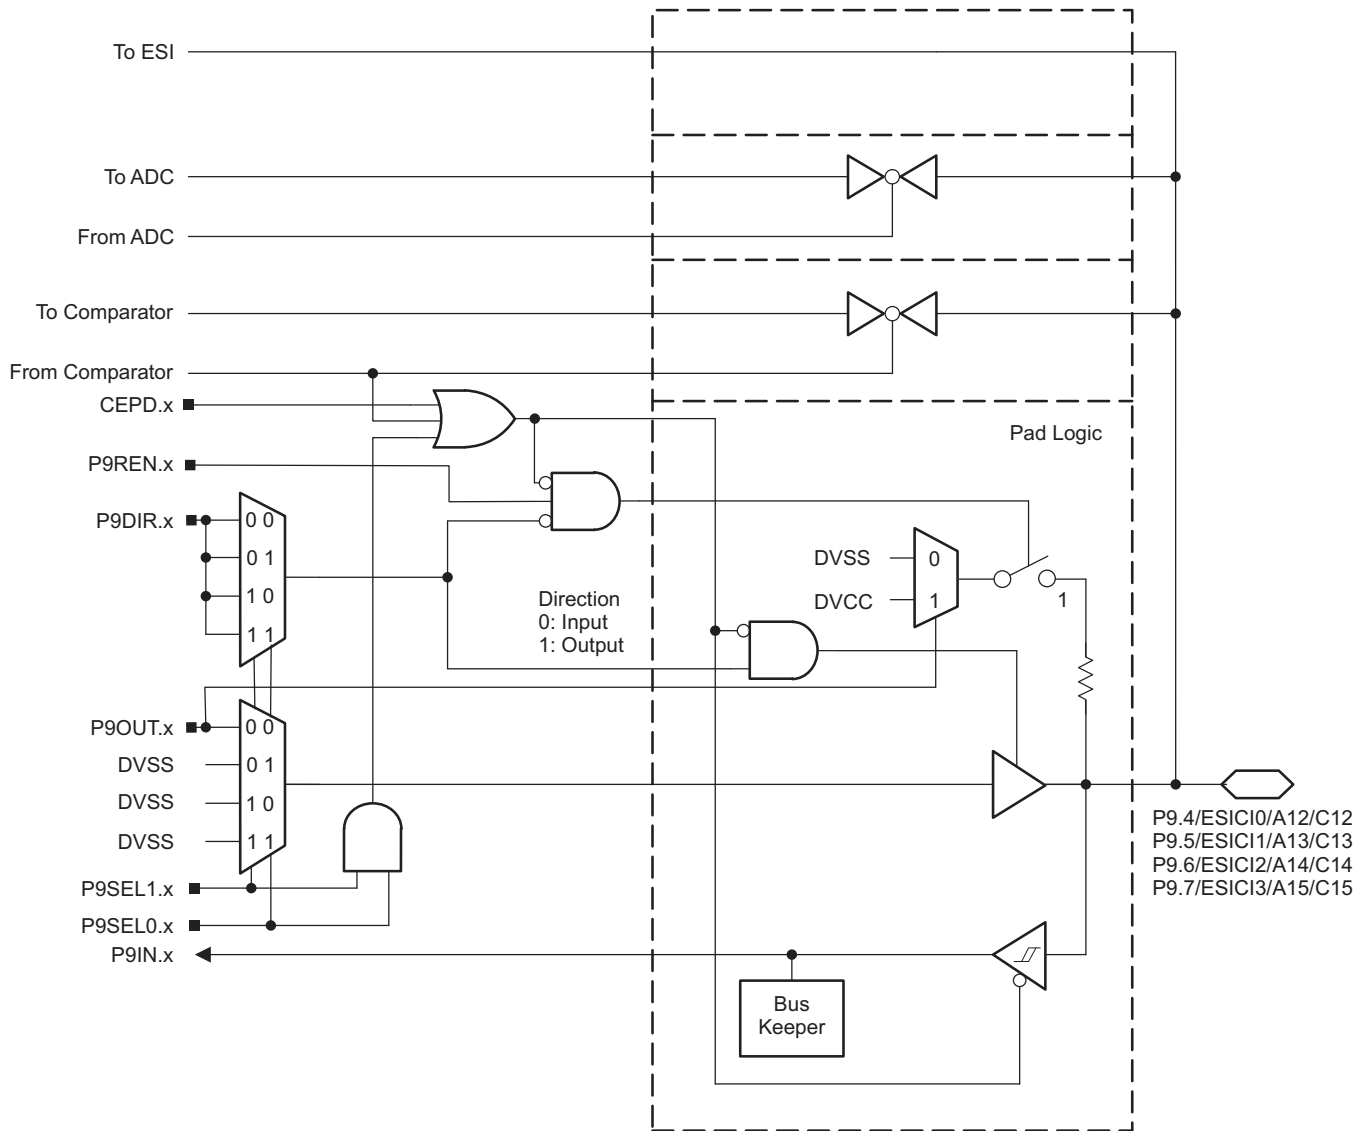 To ESI
To ADC
From ADC
To Comparator
From Comparator
CEPD.x
Pad Logic
P9REN.x
P9DIR.x
0 0
0 1
1 0
1 1
Direction
0: Input
1: Output
DVSS
0
DVCC
1
1
P9OUT.x
0 0
DVSS
0 1
DVSS
1 0
DVSS
1 1
P9.4/ESICI0/A12/C12
P9.5/ESICI1/A13/C13
P9.6/ESICI2/A14/C14
P9.7/ESICI3/A15/C15
P9SEL1.x
P9SEL0.x
P9IN.x
Bus
Keeper